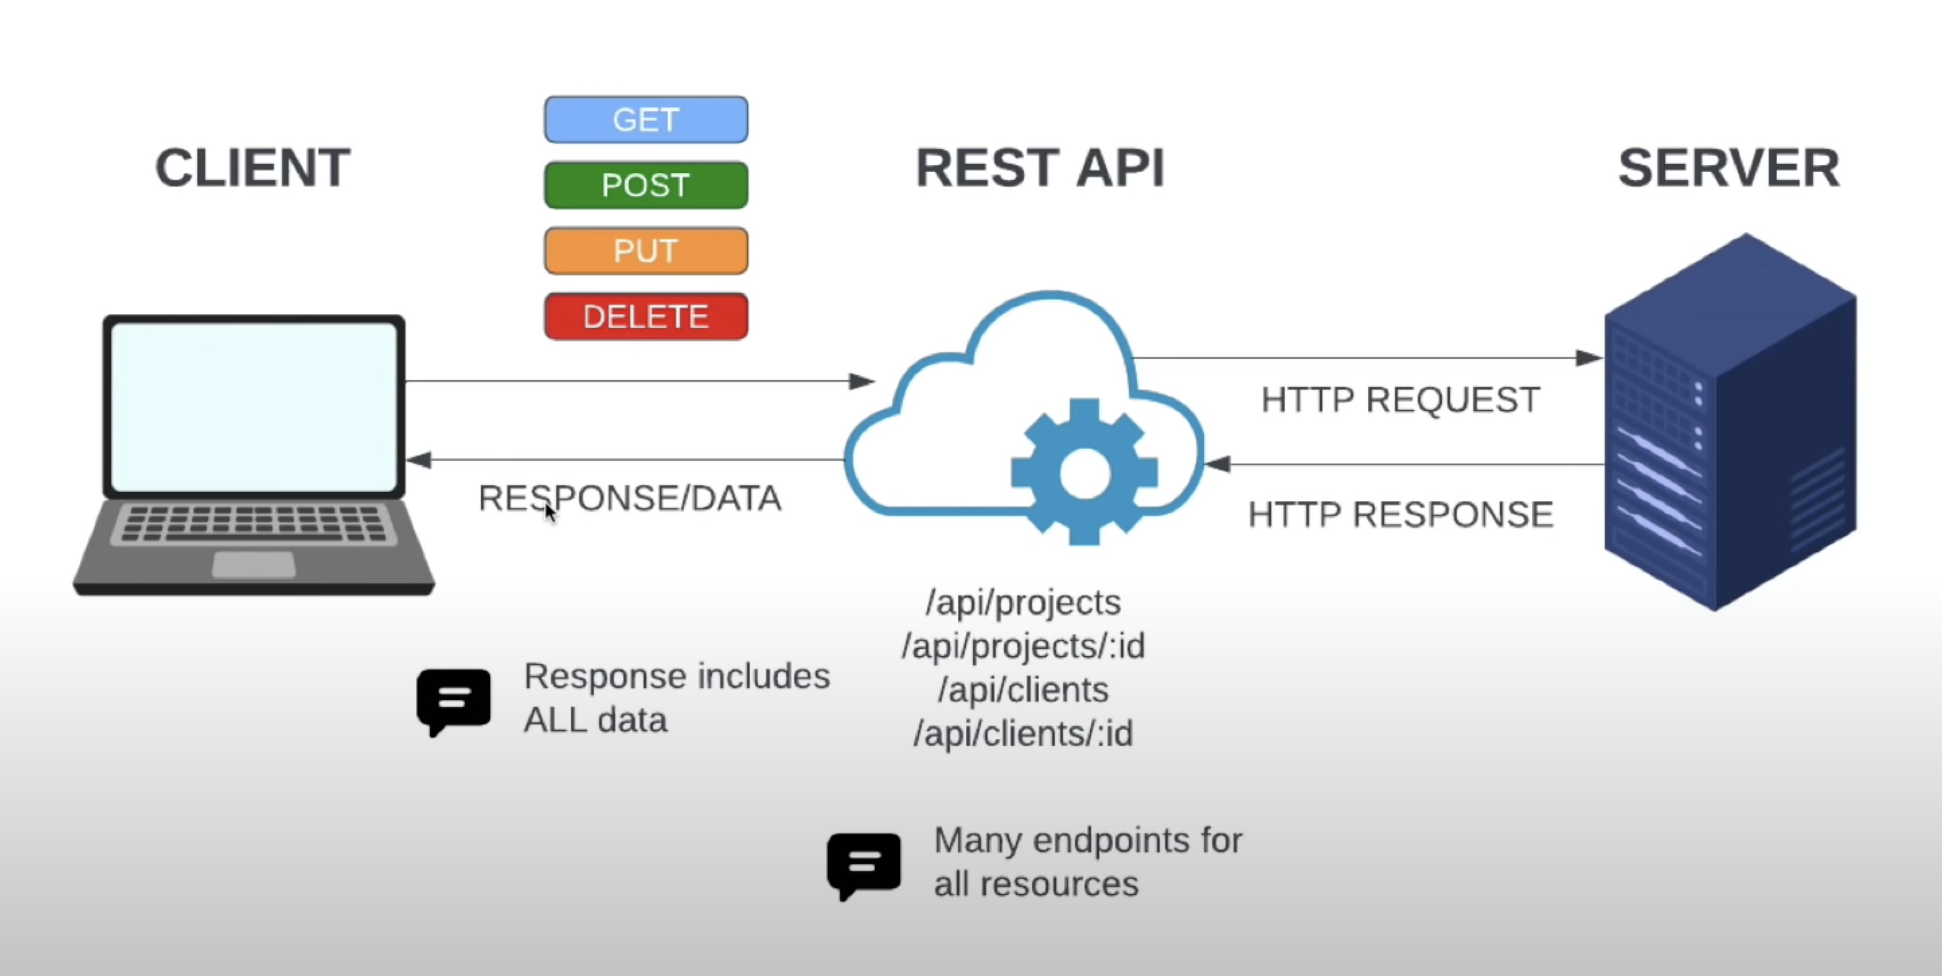 CLIENT
GET
POST
PUT
DELETE
REST API
SERVER
RESPONSE/DATA
HTTP REQUEST
HTTP RESPONSE
/api/projects
/api/projects/:id
/api/clients
/api/clients/:id
Response includes
ALL data
Many endpoints for
all resources